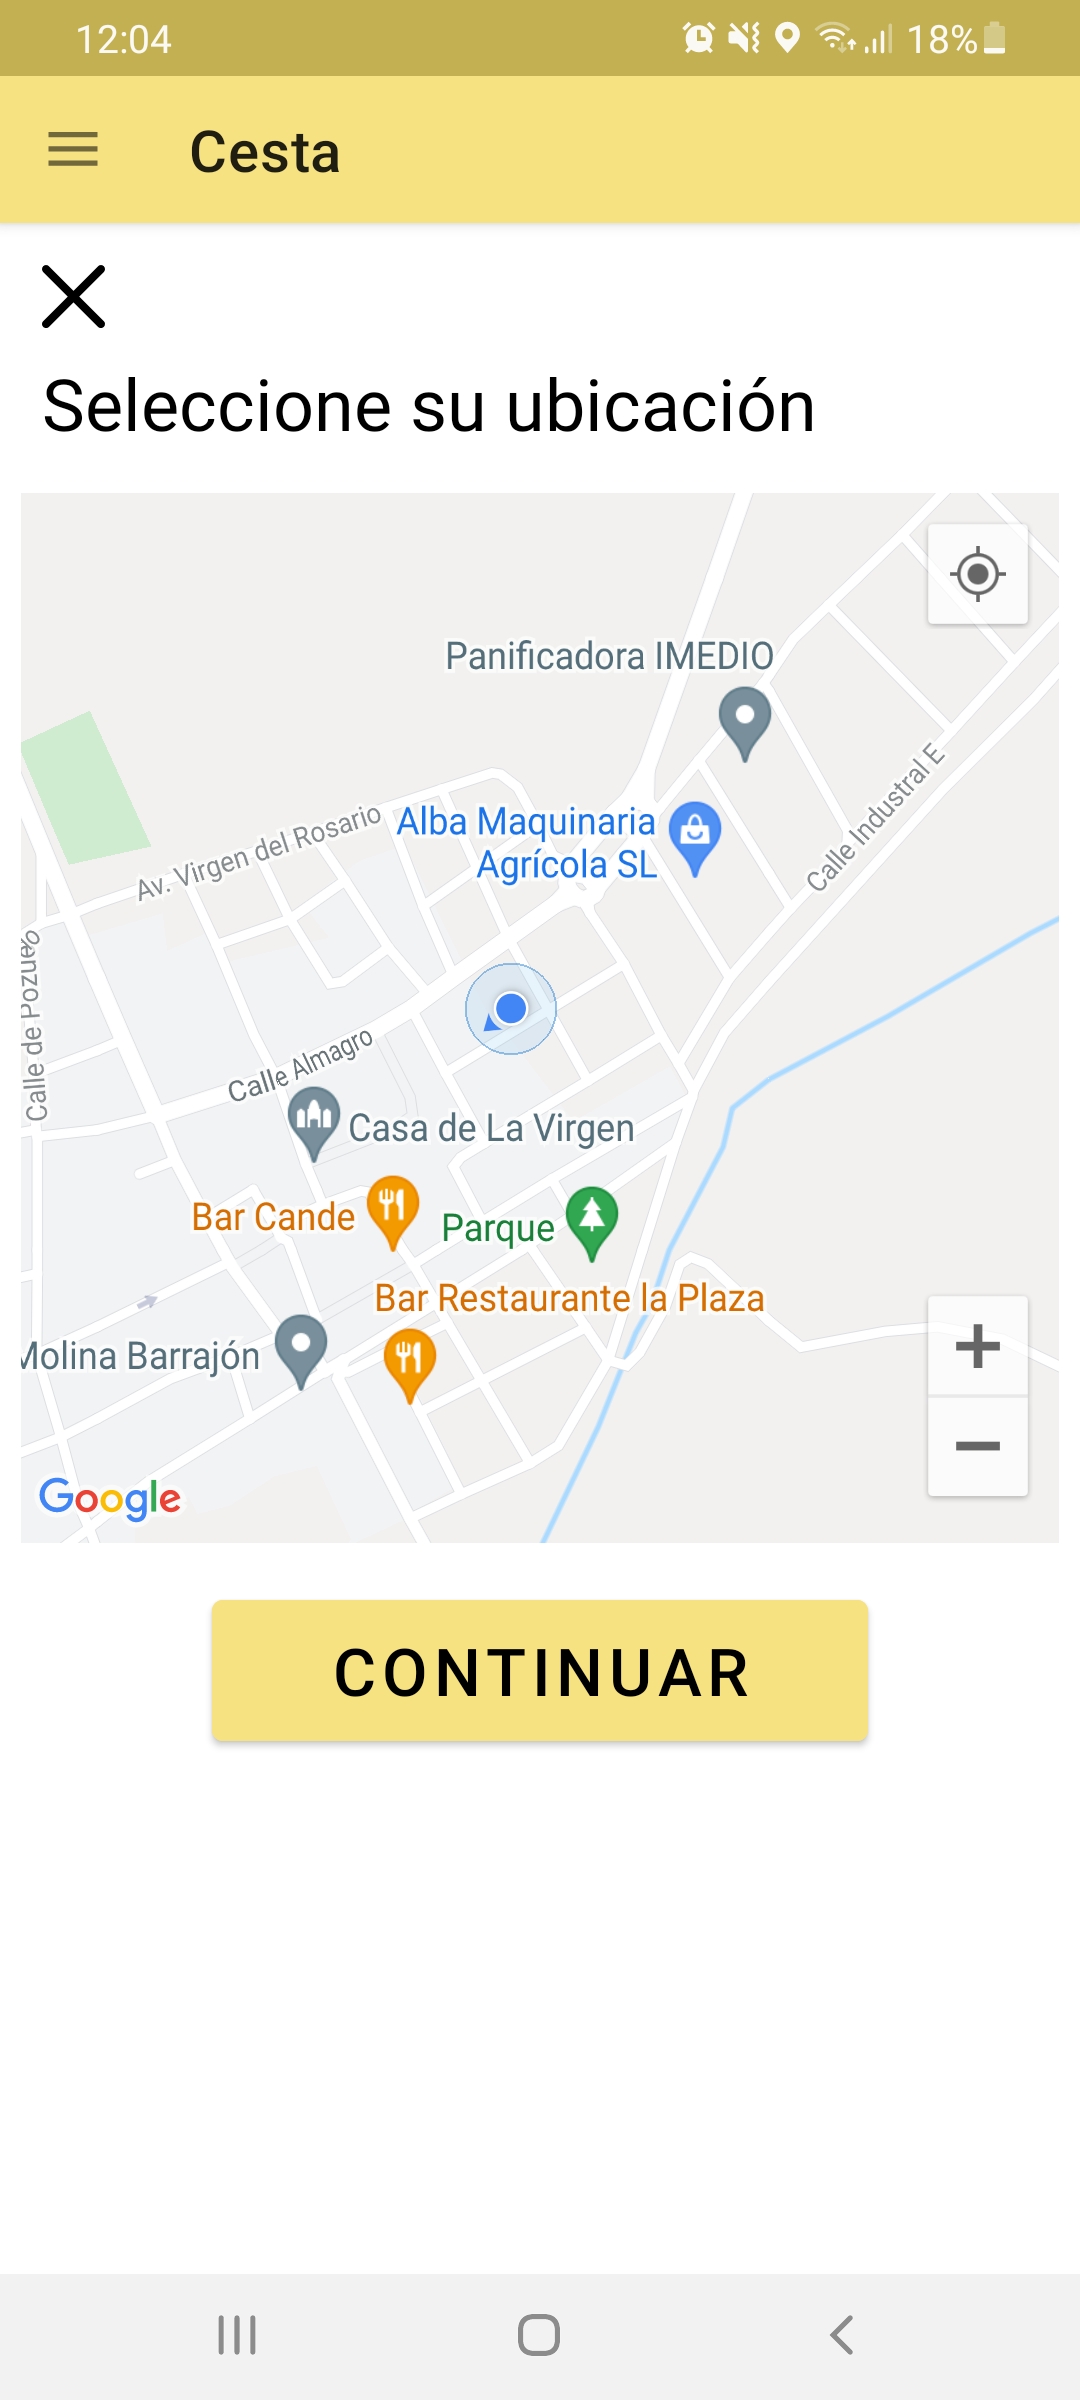 12:04
18%
Cesta
Seleccione su ubicación
Panificadora IMEDIO
Alba Maquinaria
Agrícola SL
Calle Industral E
Av. Virgen del Rosario
Calle de Pozuelo
Calle Almagro
Casa de La Virgen
Bar Cande
Parque
Bar Restaurante la Plaza
Molina Barrajón
Google
CONTINUAR